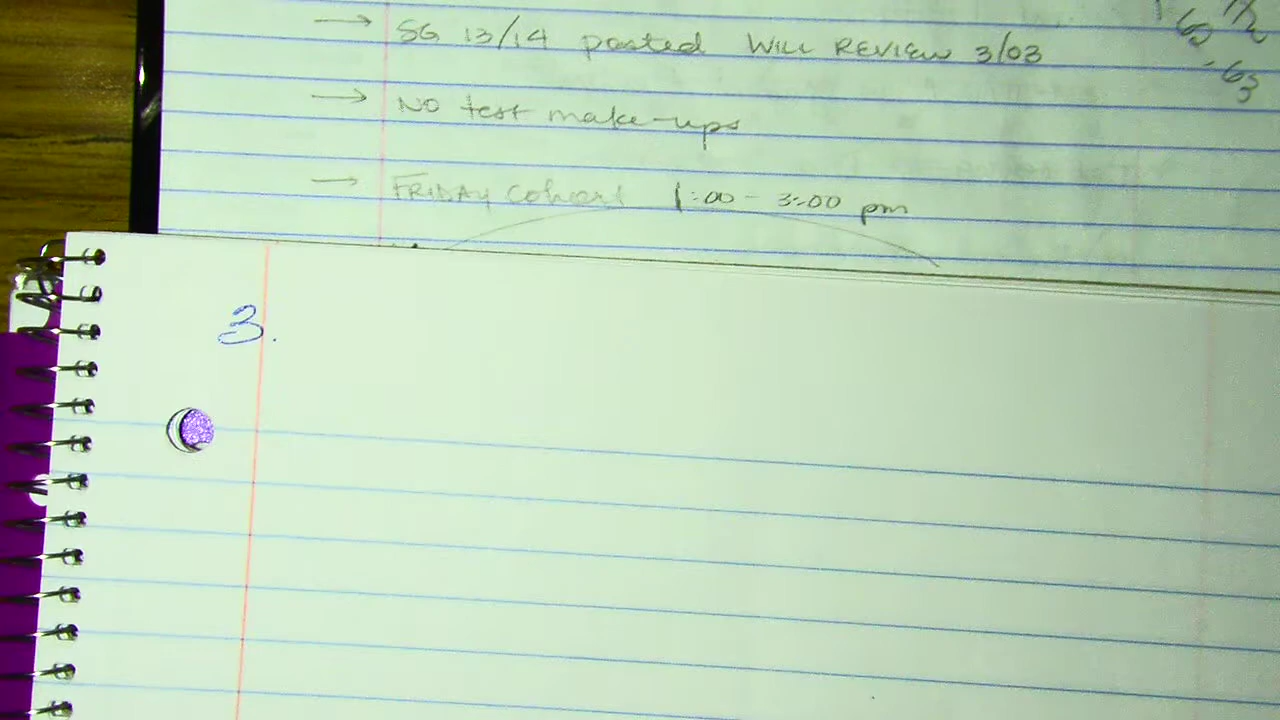 → SG 13/14 posted WILL REVIEW 3/03
→ NO test make-ups
→ FRIDAY Cohort 1:00 - 3:00 pm
3.